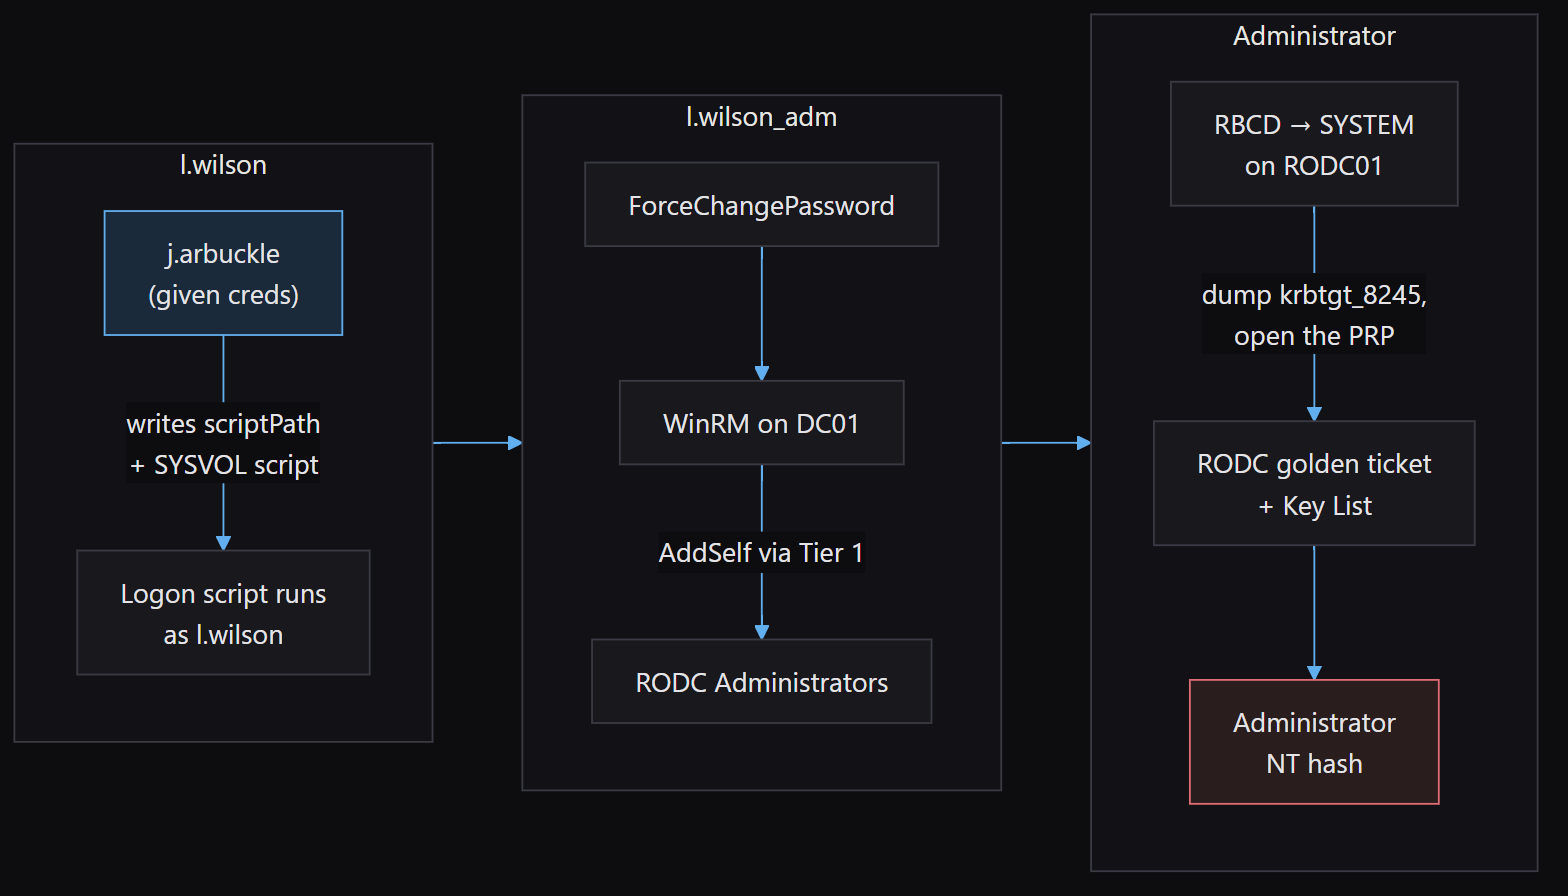 l.wilson
j.arbuckle
(given creds)
writes scriptPath
+ SYSVOL script
Logon script runs
as l.wilson
l.wilson_adm
ForceChangePassword
WinRM on DC01
AddSelf via Tier 1
RODC Administrators
Administrator
RBCD → SYSTEM
on RODC01
dump krbtgt_8245,
open the PRP
RODC golden ticket
+ Key List
Administrator
NT hash